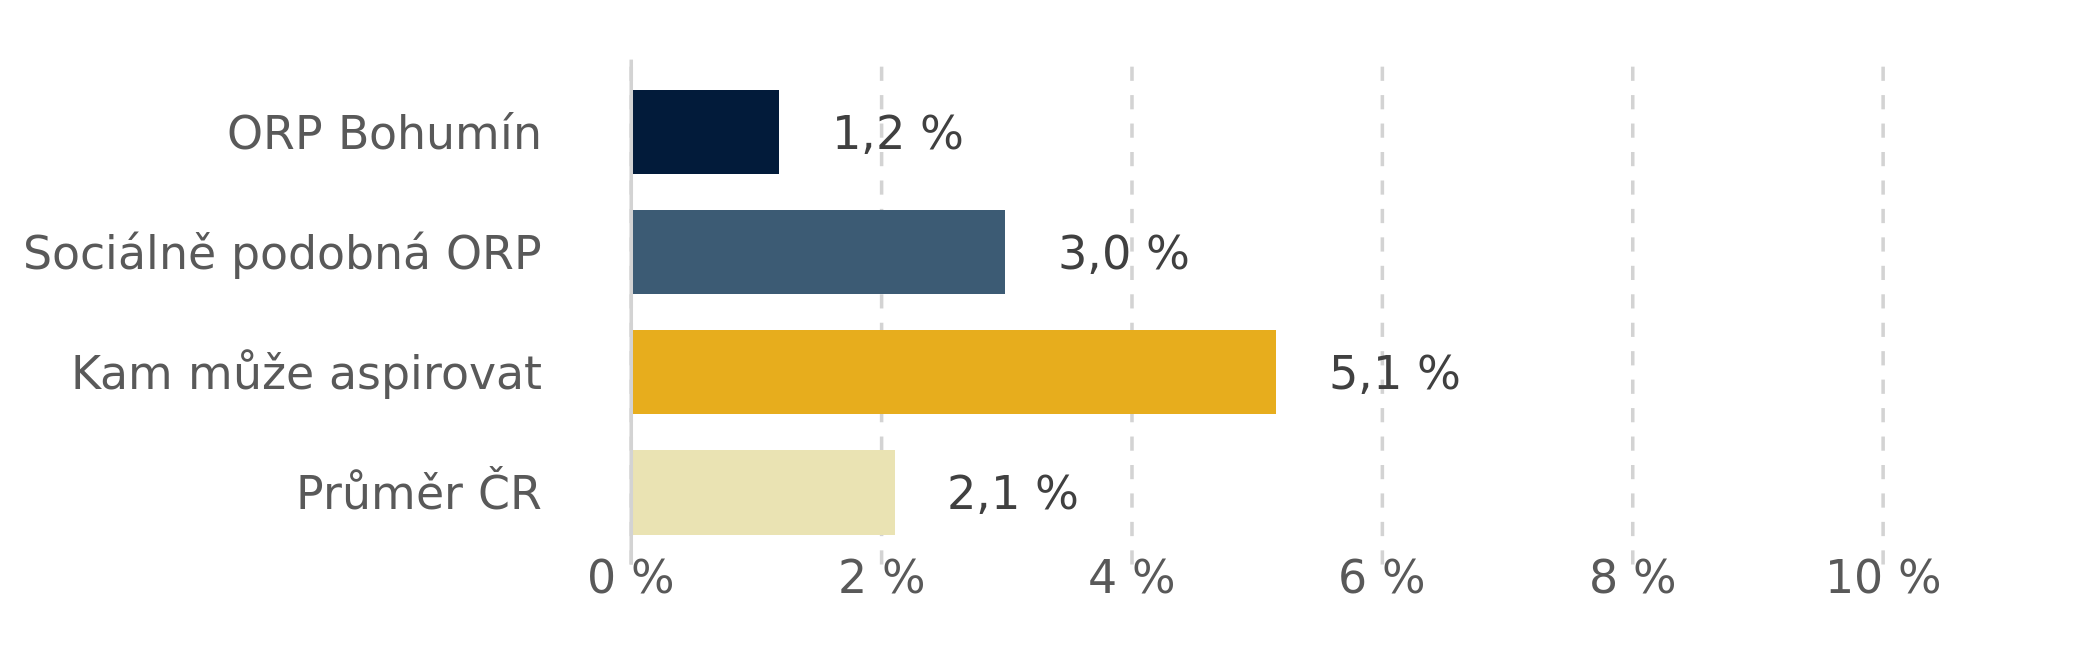 ORP Bohumín 1,2 %
Sociálně podobná ORP 3,0 %
Kam může aspirovat 5,1 %
Průměr ČR 2,1 %
0 % 2 % 4 % 6 % 8 % 10 %